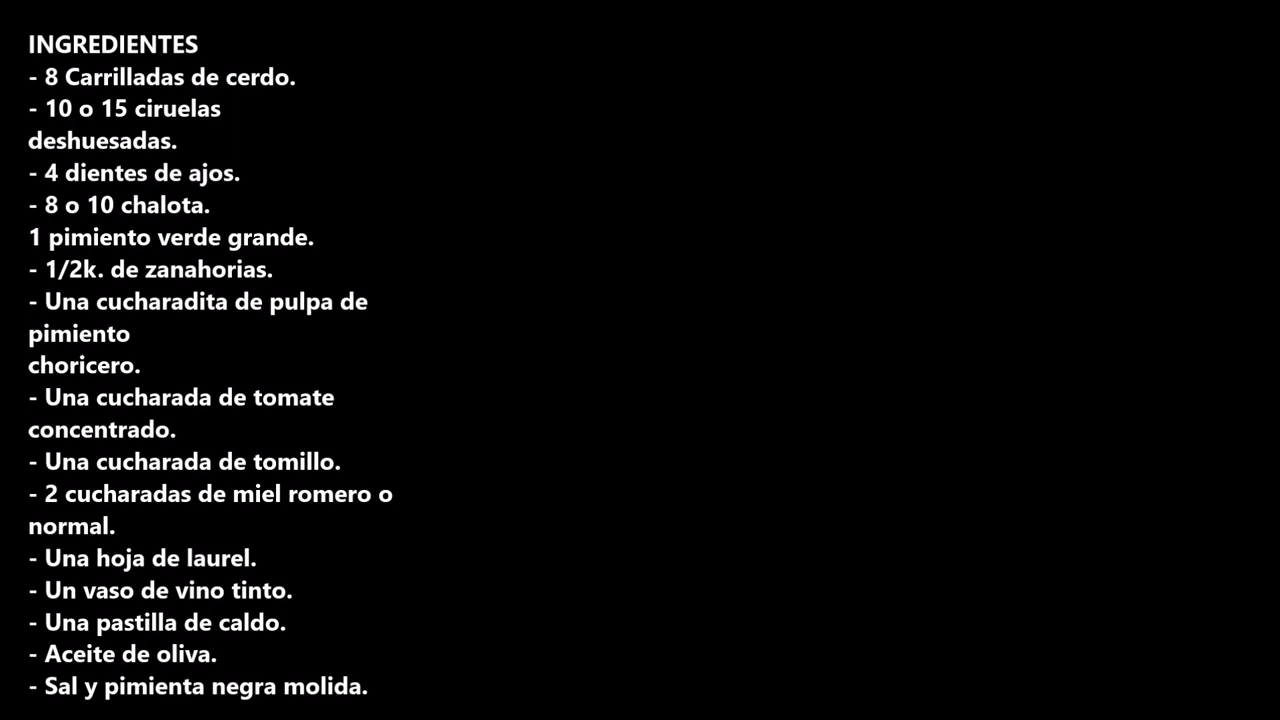 INGREDIENTES
- 8 Carrilladas de cerdo.
- 10 o 15 ciruelas
deshuesadas.
- 4 dientes de ajos.
- 8 o 10 chalota.
1 pimiento verde grande.
- 1/2k. de zanahorias.
- Una cucharadita de pulpa de
pimiento
choricero.
- Una cucharada de tomate
concentrado.
- Una cucharada de tomillo.
- 2 cucharadas de miel romero o
normal.
- Una hoja de laurel.
- Un vaso de vino tinto.
- Una pastilla de caldo.
- Aceite de oliva.
- Sal y pimienta negra molida.